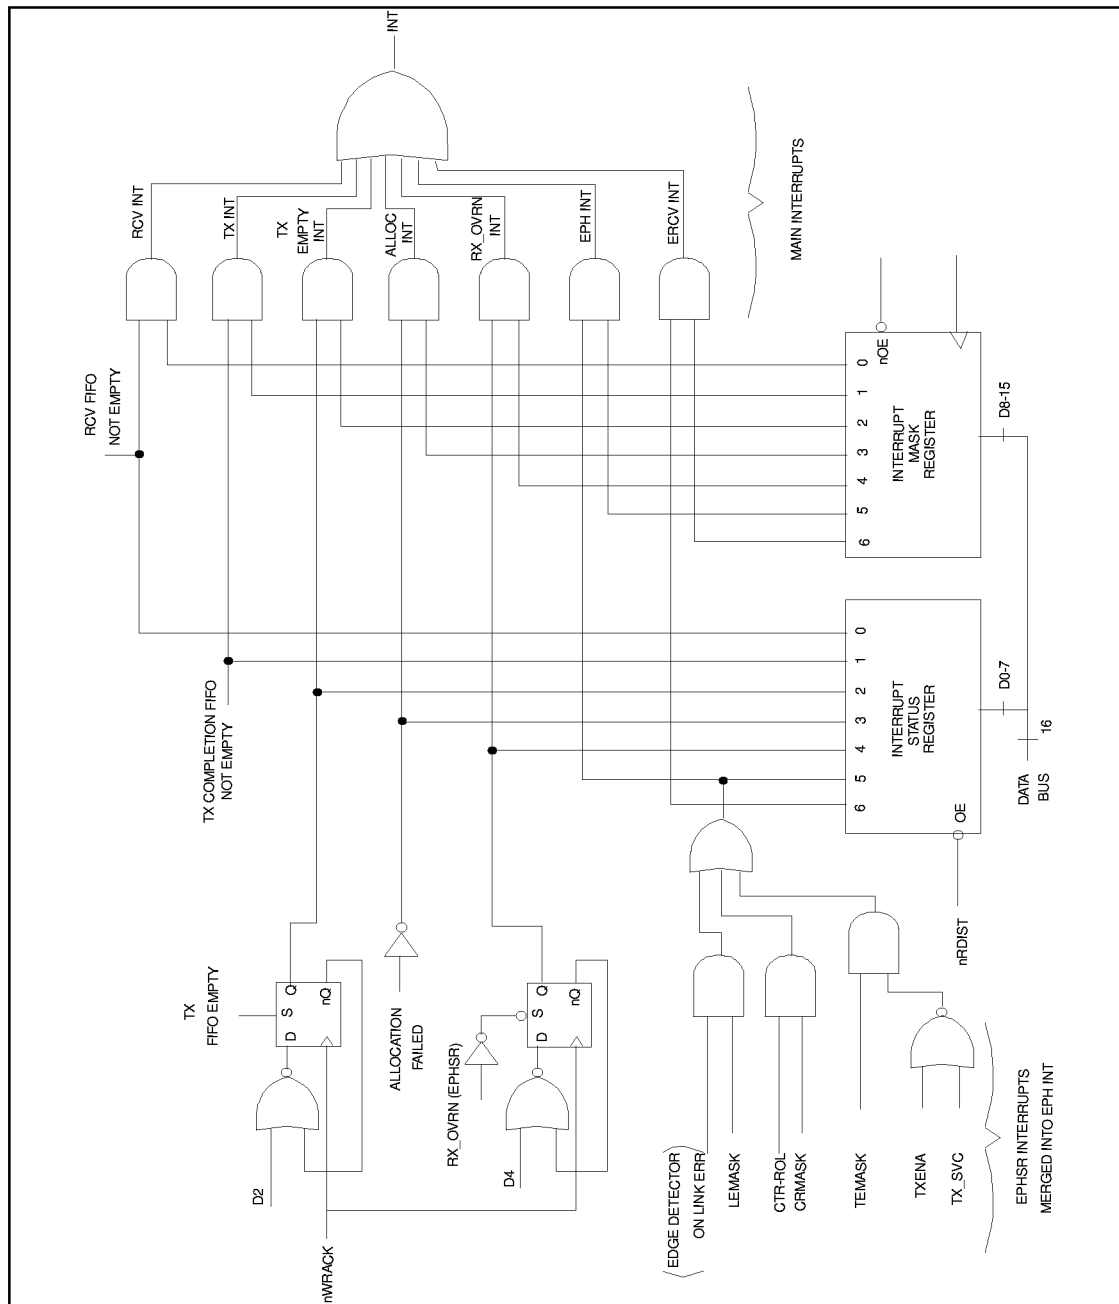 INT
RCV INT
TX INT
TX
EMPTY
INT
ALLOC
INT
RX_OVRN
INT
EPH INT
ERCV INT
MAIN INTERRUPTS
RCV FIFO
NOT EMPTY
nOE
0
1
2
3
4
5
6
INTERRUPT
MASK
REGISTER
D8-15
TX COMPLETION FIFO
NOT EMPTY
0
1
2
3
4
5
6
INTERRUPT
STATUS
REGISTER
OE
D0-7
16
DATA
BUS
nRDIST
TX
FIFO EMPTY
D
S
Q
nQ
D2
nWRACK
ALLOCATION
FAILED
RX_OVRN (EPHSR)
D
S
Q
nQ
D4
EDGE DETECTOR
ON LINK ERR
LEMASK
CTR-ROL
CRMASK
TEMASK
TXENA
TX_SVC
EPHSR INTERRUPTS
MERGED INTO EPH INT